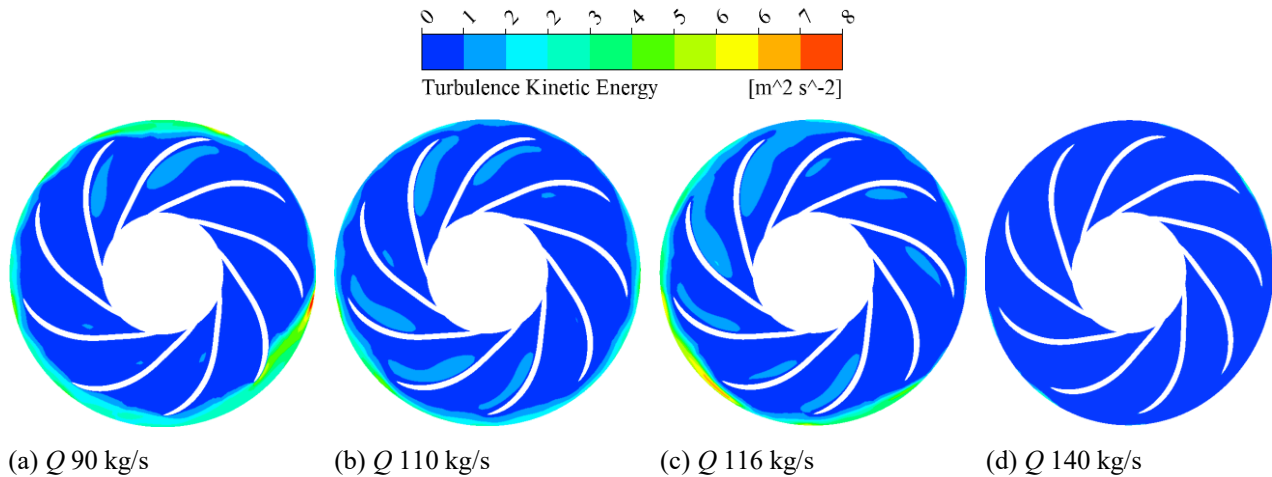 0 1 2 2 4 5 6 6 7 8
Turbulence Kinetic Energy [m^2 s^-2]
(a) Q 90 kg/s (b) Q 110 kg/s (c) Q 116 kg/s (d) Q 140 kg/s